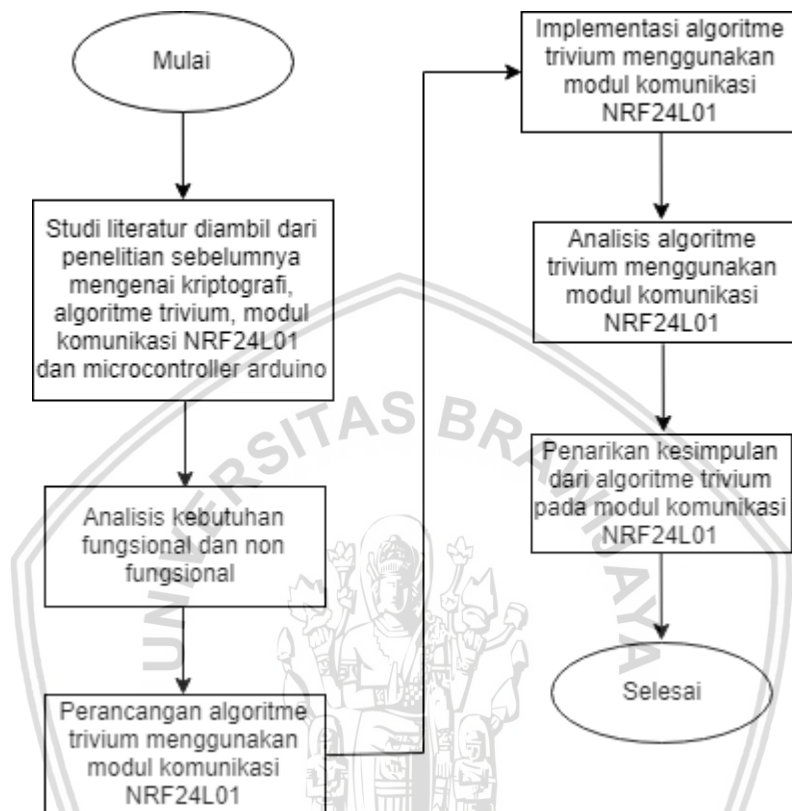 Mulai
Studi literatur diambil dari
penelitian sebelumnya
mengenai kriptografi,
algoritme trivium, modul
komunikasi NRF24L01
dan microcontroller arduino
Analisis kebutuhan
fungsional dan non
fungsional
Perancangan algoritme
trivium menggunakan
modul komunikasi
NRF24L01
Implementasi algoritme
trivium menggunakan
modul komunikasi
NRF24L01
Analisis algoritme
trivium menggunakan
modul komunikasi
NRF24L01
Penarikan kesimpulan
dari algoritme trivium
pada modul komunikasi
NRF24L01
Selesai
UNIVERSITAS BRAWIJAYA